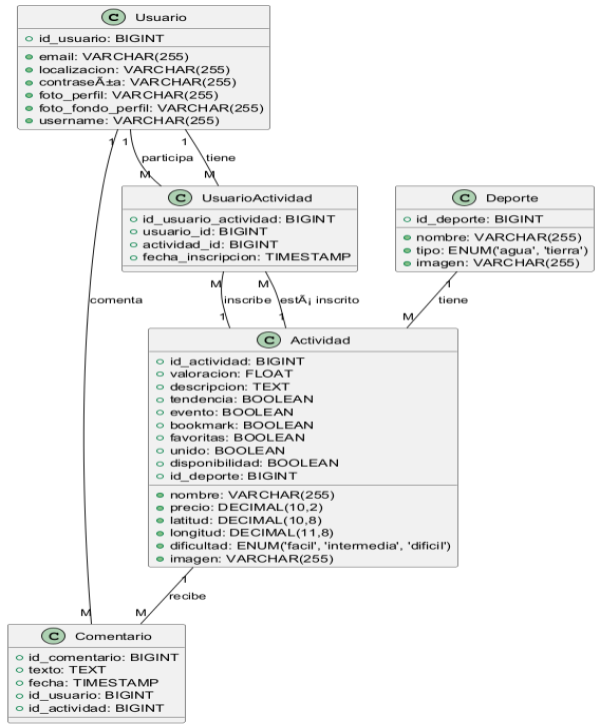 C Usuario
id_usuario: BIGINT
email: VARCHAR(255)
localizacion: VARCHAR(255)
contraseÃ±a: VARCHAR(255)
foto_perfil: VARCHAR(255)
foto_fondo_perfil: VARCHAR(255)
username: VARCHAR(255)
1 1 1
participa tiene
M M
C UsuarioActividad
id_usuario_actividad: BIGINT
usuario_id: BIGINT
actividad_id: BIGINT
fecha_inscripcion: TIMESTAMP
C Deporte
id_deporte: BIGINT
nombre: VARCHAR(255)
tipo: ENUM('agua', 'tierra')
imagen: VARCHAR(255)
M M 1
comenta inscribe estÃ¡ inscrito tiene
1 1 M
C Actividad
id_actividad: BIGINT
valoracion: FLOAT
descripcion: TEXT
tendencia: BOOLEAN
evento: BOOLEAN
bookmark: BOOLEAN
favoritas: BOOLEAN
unido: BOOLEAN
disponibilidad: BOOLEAN
id_deporte: BIGINT
nombre: VARCHAR(255)
precio: DECIMAL(10,2)
latitud: DECIMAL(10,8)
longitud: DECIMAL(11,8)
dificultad: ENUM('facil', 'intermedia', 'dificil')
imagen: VARCHAR(255)
1
recibe
M M
C Comentario
id_comentario: BIGINT
texto: TEXT
fecha: TIMESTAMP
id_usuario: BIGINT
id_actividad: BIGINT